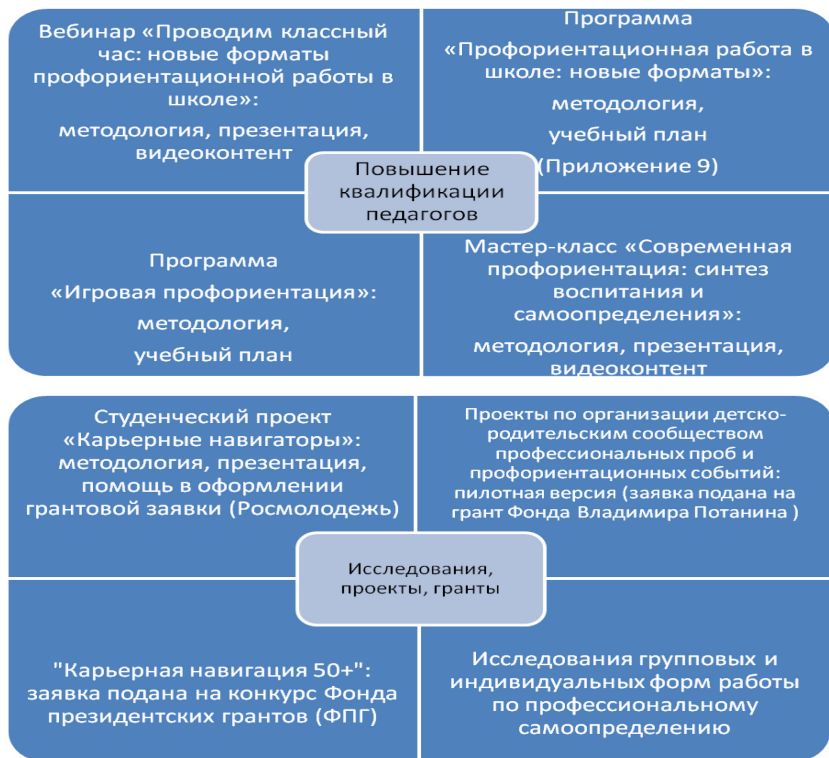 Вебинар «Проводим классный
час: новые форматы
профориентационной работы в
школе»:
методология, презентация,
видеоконтент
Программа
«Профориентационная работа в
школе: новые форматы»:
методология,
учебный план
(Приложение 9)
Повышение
квалификации
педагогов
Программа
«Игровая профориентация»:
методология,
учебный план
Мастер-класс «Современная
профориентация: синтез
воспитания и
самоопределения»:
методология, презентация,
видеоконтент
Студенческий проект
«Карьерные навигаторы»:
методология, презентация,
помощь в оформлении
грантовой заявки (Росмолодежь)
Проекты по организации детско-
родительским сообществом
профессиональных проб и
профориентационных событий:
пилотная версия (заявка подана на
грант Фонда Владимира Потанина )
Исследования,
проекты, гранты
"Карьерная навигация 50+":
заявка подана на конкурс Фонда
президентских грантов (ФПГ)
Исследования групповых и
индивидуальных форм работы
по профессиональному
самоопределению